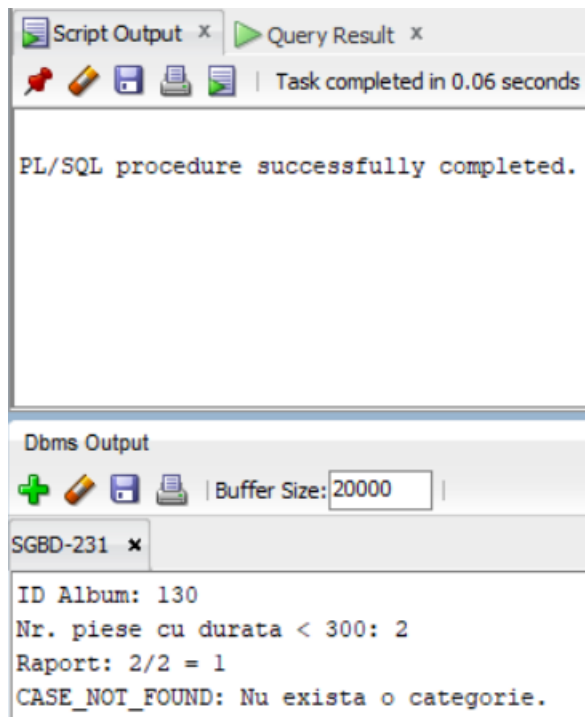 Script Output x Query Result x
Task completed in 0.06 seconds
PL/SQL procedure successfully completed.
Dbms Output
Buffer Size: 20000
SGBD-231 x
ID Album: 130
Nr. piese cu durata < 300: 2
Raport: 2/2 = 1
CASE_NOT_FOUND: Nu exista o categorie.